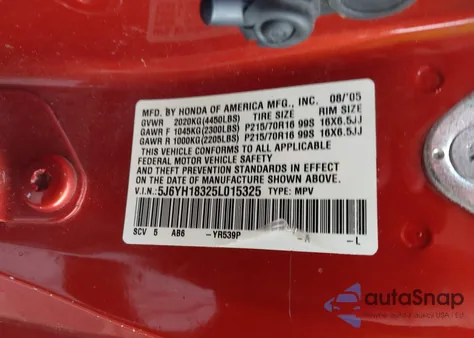 MFD. BY HONDA OF AMERICA MFG., INC. 08/'05
GVWR 2020KG(4450LBS) TIRE SIZE RIM SIZE
GAWR F 1045KG(2300LBS) P215/70R16 99S 16X6.5JJ
GAWR R 1000KG(2205LBS) P215/70R16 99S 16X6.5JJ
THIS VEHICLE CONFORMS TO ALL APPLICABLE
FEDERAL MOTOR VEHICLE SAFETY
AND THEFT PREVENTION STANDARDS IN EFFECT
ON THE DATE OF MANUFACTURE SHOWN ABOVE.
V.I.N.: 5J6YH18325L015325 TYPE: MPV
SCV 5 AB6 -YR539P -A -L
autoSnap